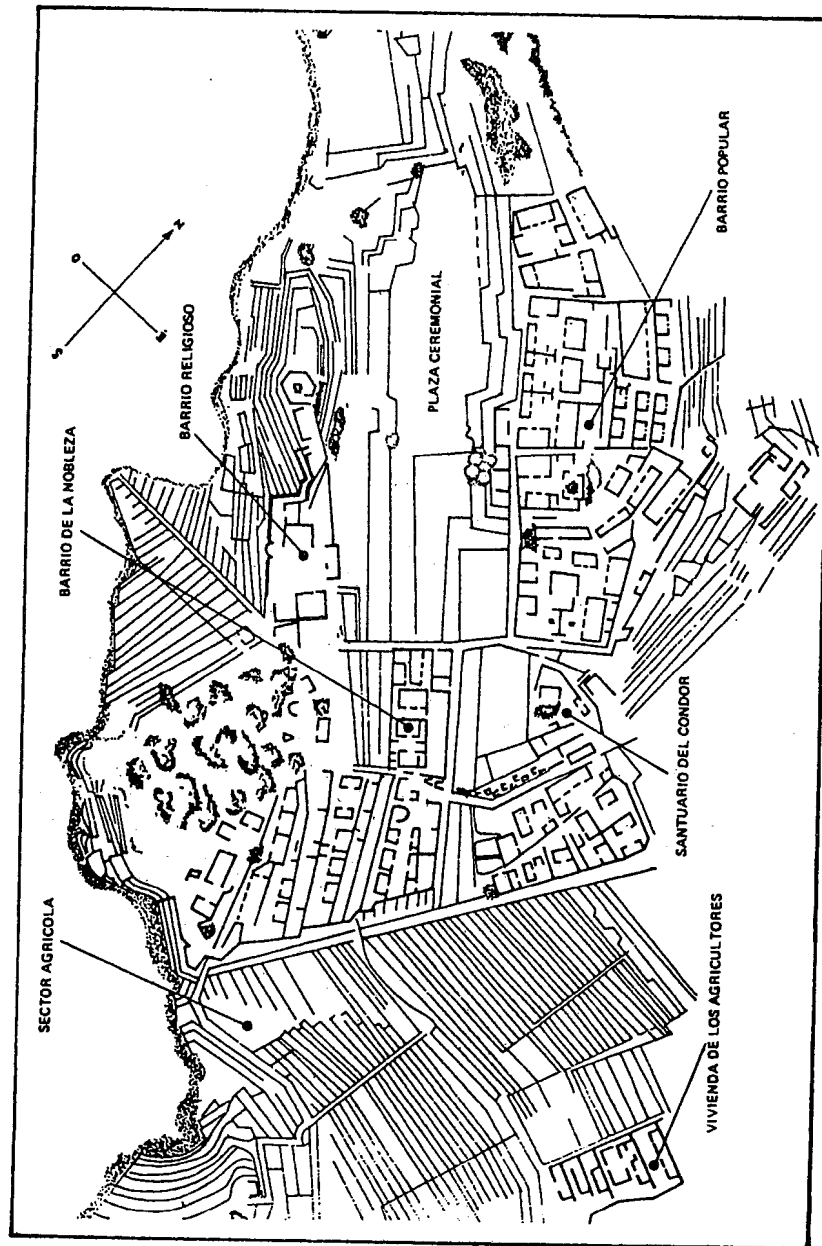 SECTOR AGRICOLA
BARRIO DE LA NOBLEZA
BARRIO RELIGIOSO
S
O
E
N
PLAZA CEREMONIAL
VIVIENDA DE LOS AGRICULTORES
SANTUARIO DEL CONDOR
BARRIO POPULAR